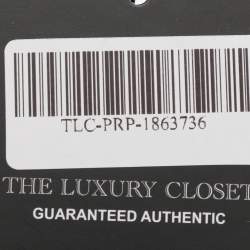 TLC-PRP-1863736
THE LUXURY CLOSET
GUARANTEED AUTHENTIC